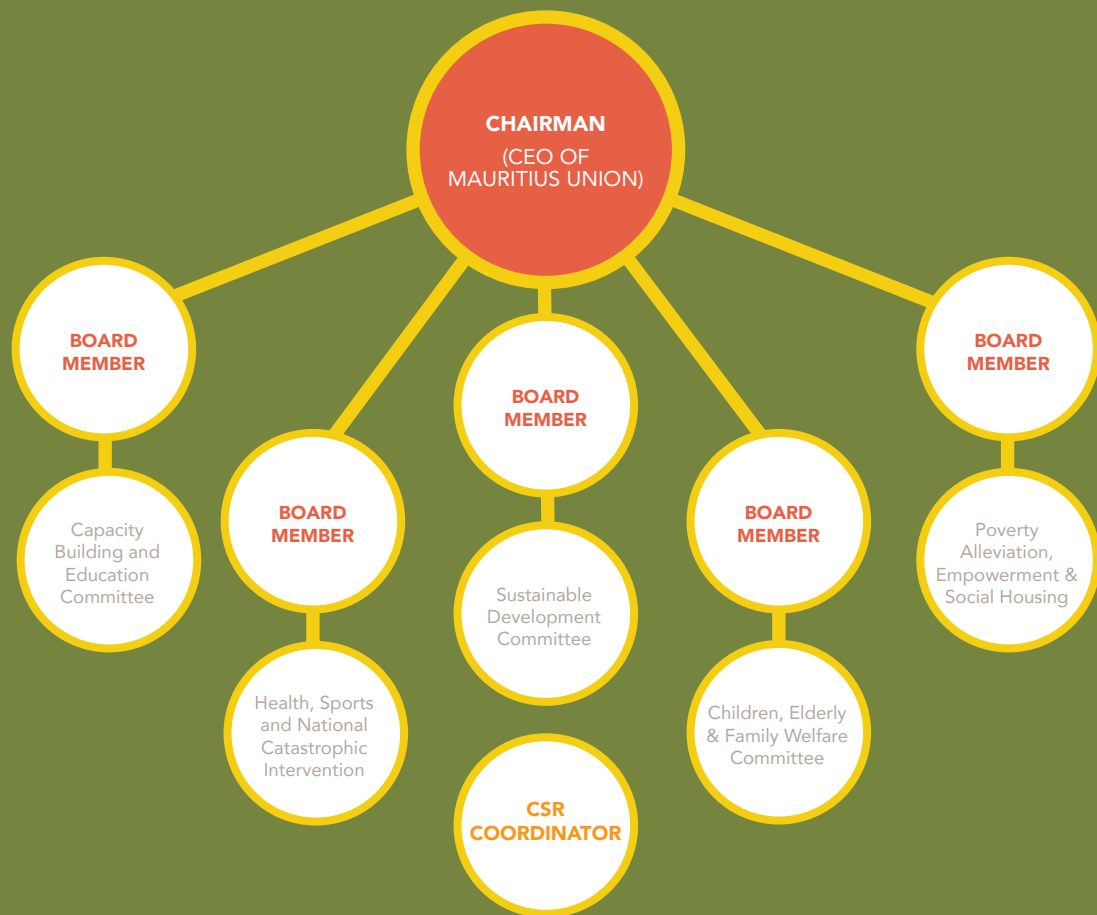 CHAIRMAN
(CEO OF
MAURITIUS UNION)
BOARD
MEMBER
Capacity
Building and
Education
Committee
BOARD
MEMBER
Health, Sports
and National
Catastrophic
Intervention
BOARD
MEMBER
Sustainable
Development
Committee
CSR
COORDINATOR
BOARD
MEMBER
Children, Elderly
& Family Welfare
Committee
BOARD
MEMBER
Poverty
Alleviation,
Empowerment &
Social Housing